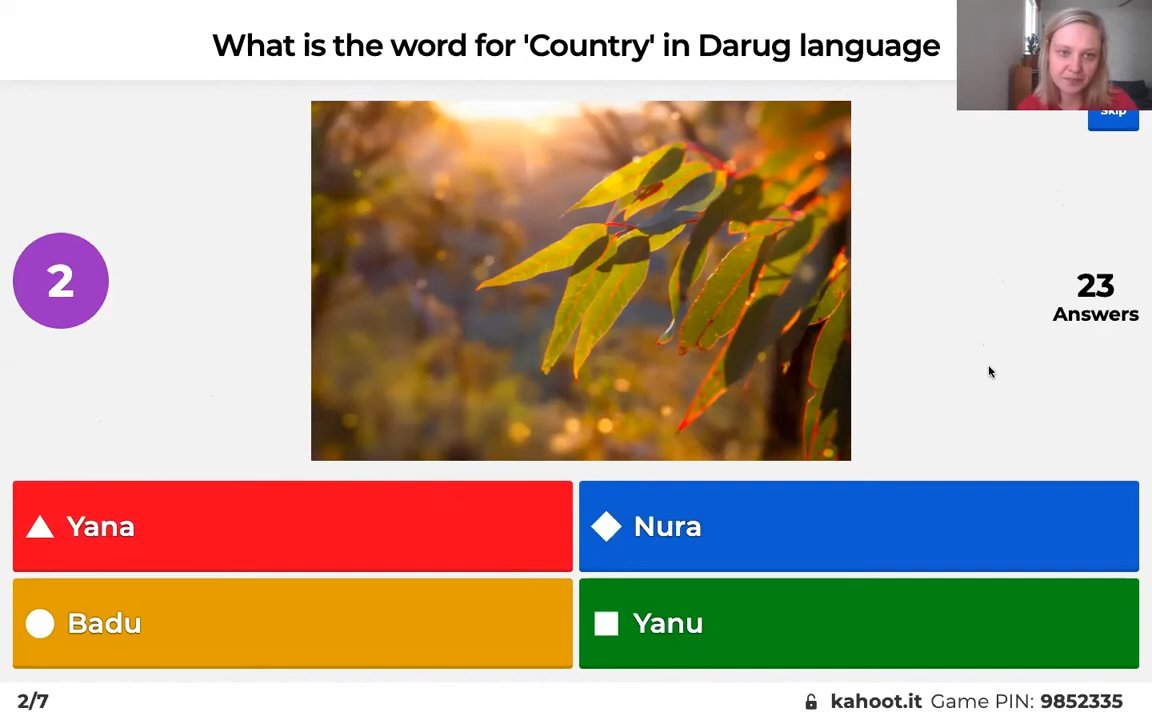 What is the word for 'Country' in Darug language
Skip
2
23
Answers
Yana
Nura
Badu
Yanu
2/7
kahoot.it Game PIN: 9852335